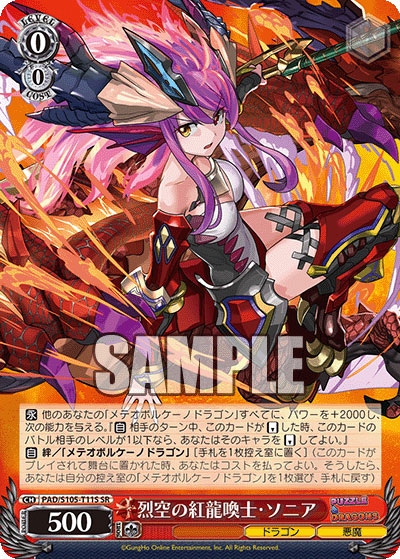 LEVEL
0
0
COST
SAMPLE
永 他のあなたの「メテオボルケーノドラゴン」すべてに、パワーを+2000し、
次の能力を与える。『自 相手のターン中、このカードが【】した時、このカードの
バトル相手のレベルが1以下なら、あなたはそのキャラを【】してよい。』
自 絆/「メテオボルケーノドラゴン」[手札を1枚控え室に置く](このカードが
プレイされて舞台に置かれた時、あなたはコストを払ってよい。そうしたら、
あなたは自分の控え室の「メテオボルケーノドラゴン」を1枚選び、手札に戻す)
CH PAD/S105-T11S SR
500
烈空の紅龍喚士・ソニア
ドラゴン
悪魔
PUZZLE & DRAGONS
©GungHo Online Entertainment, Inc. All Rights Reserved.